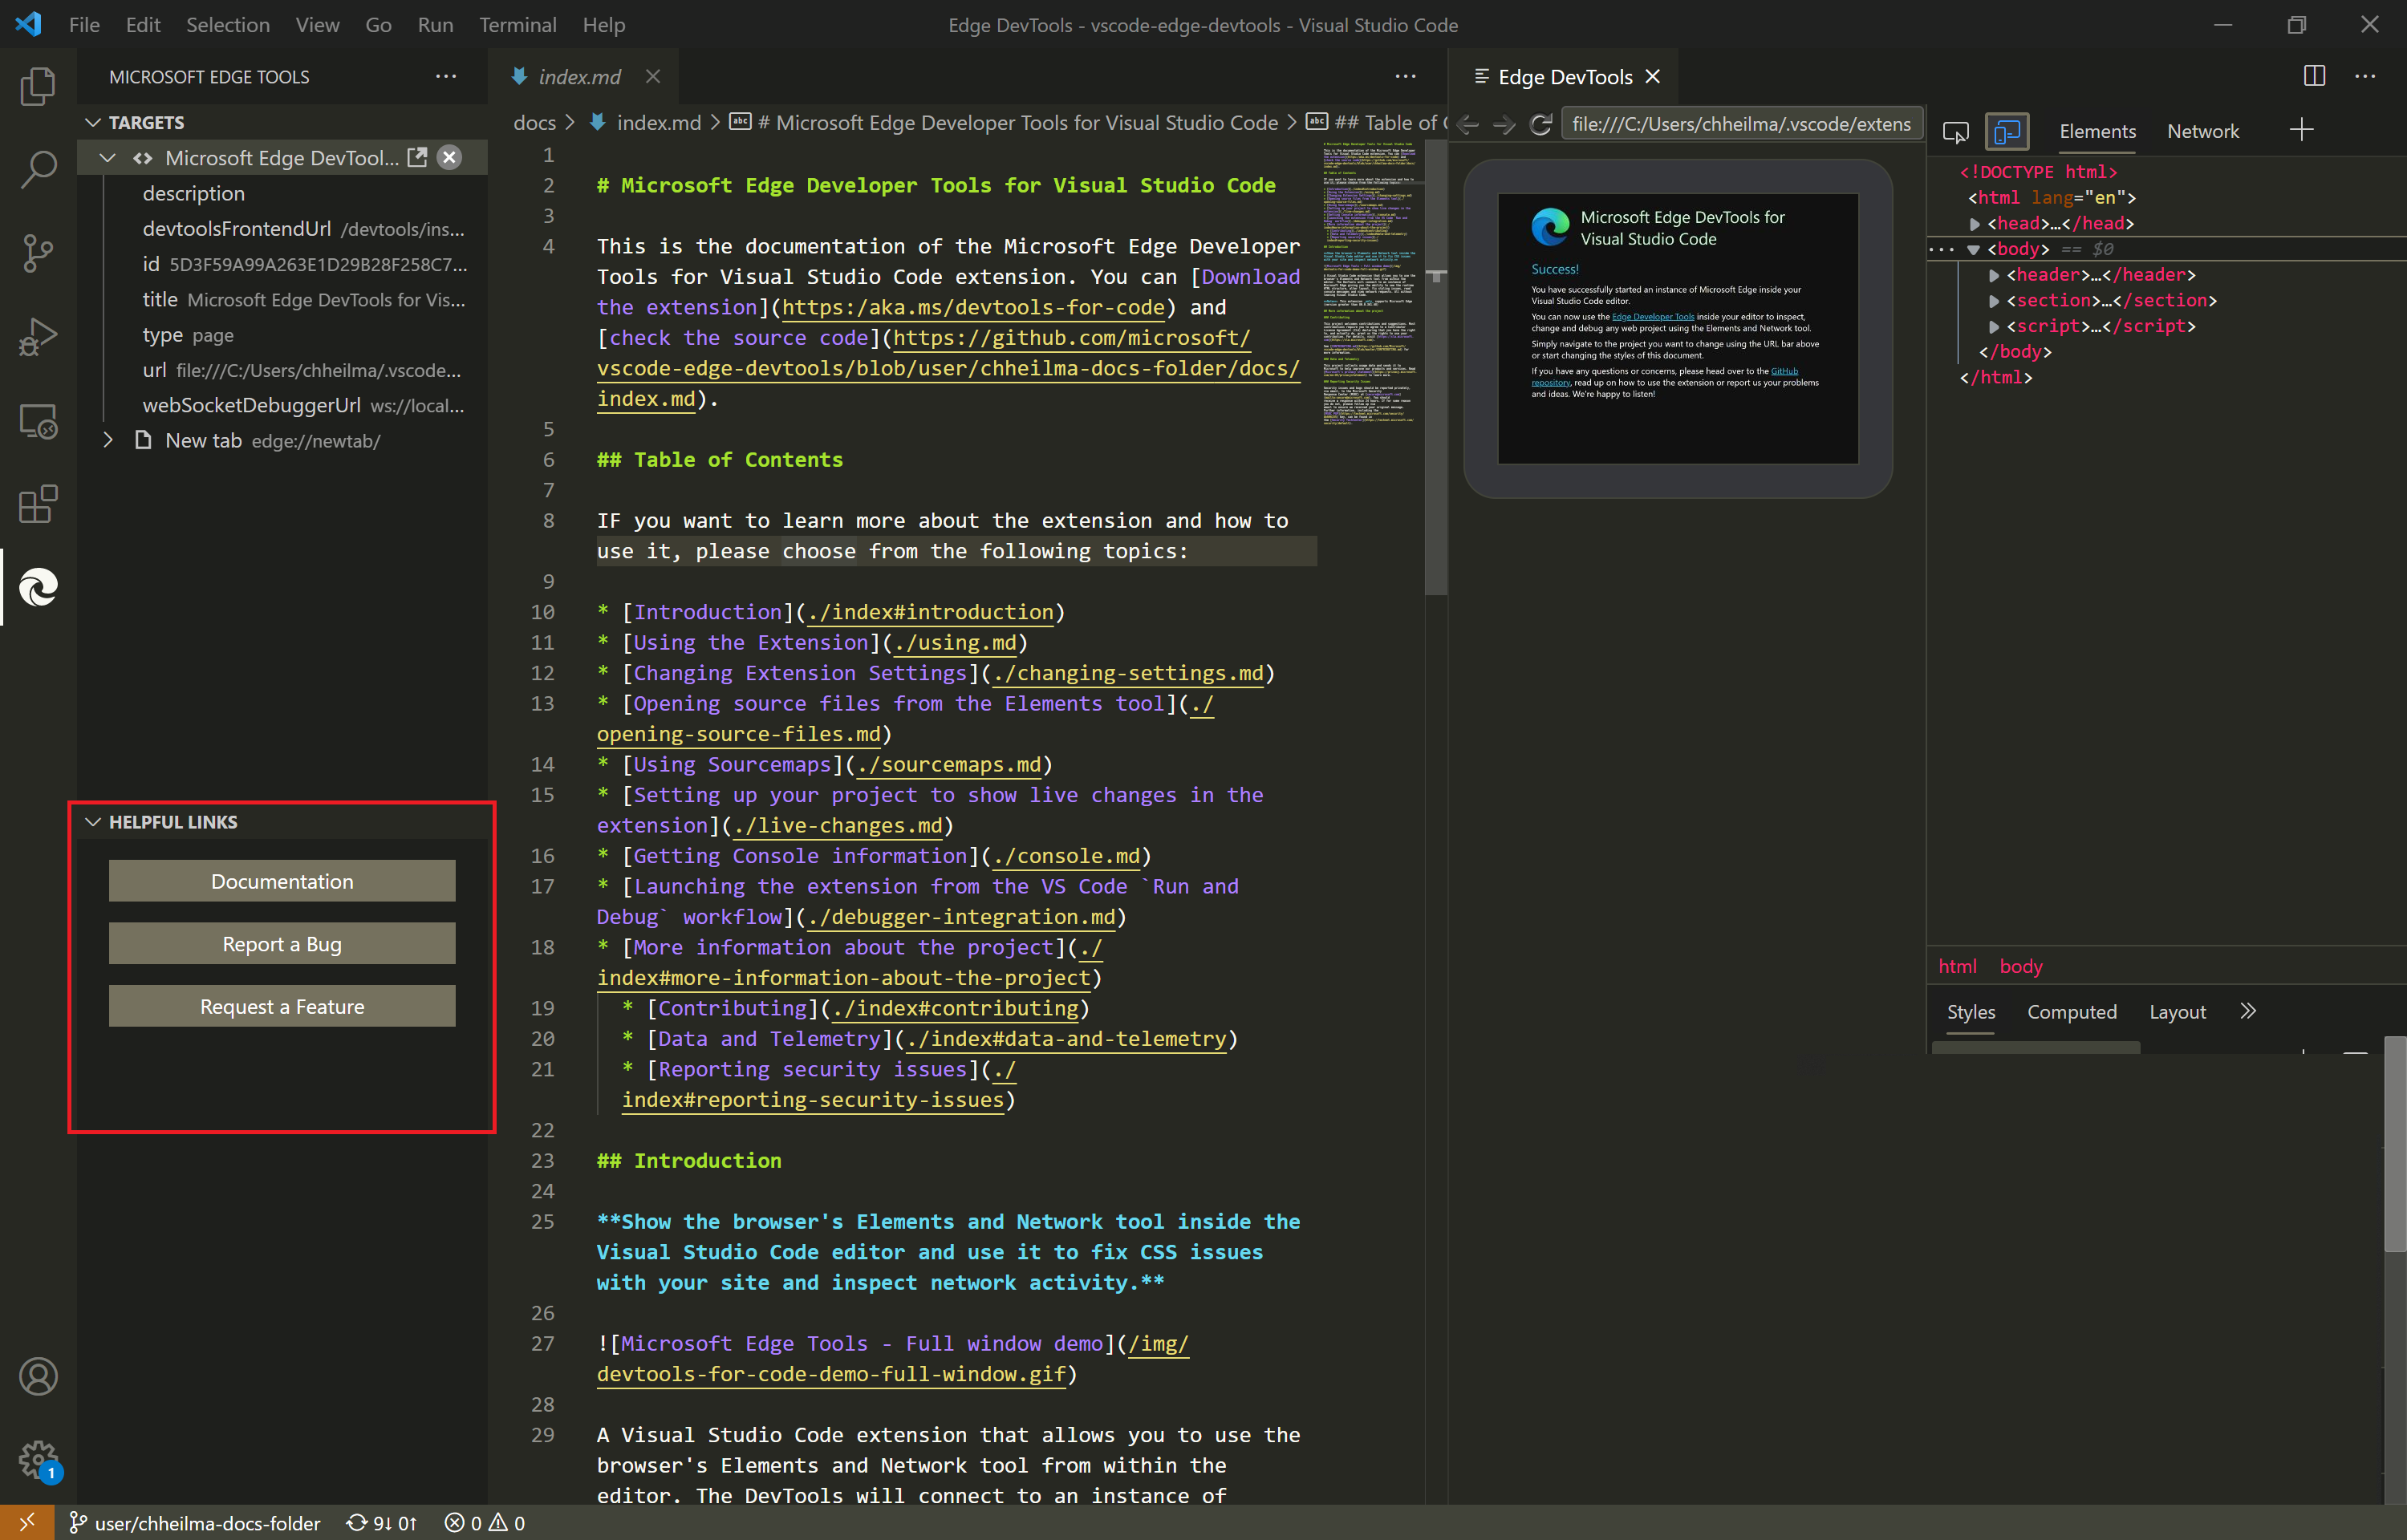 File Edit Selection View Go Run Terminal Help
Edge DevTools - vscode-edge-devtools - Visual Studio Code
MICROSOFT EDGE TOOLS
TARGETS
Microsoft Edge DevTool...
description
devtoolsFrontendUrl /devtools/ins...
id 5D3F59A99A263E1D29B28F258C7...
title Microsoft Edge DevTools for Vis...
type page
url file:///C:/Users/chheilma/.vscode...
webSocketDebuggerUrl ws://local...
New tab edge://newtab/
HELPFUL LINKS
Documentation
Report a Bug
Request a Feature
index.md
docs > index.md > # Microsoft Edge Developer Tools for Visual Studio Code > ## Table of
1
2 # Microsoft Edge Developer Tools for Visual Studio Code
3
4 This is the documentation of the Microsoft Edge Developer
Tools for Visual Studio Code extension. You can [Download
the extension](https:/aka.ms/devtools-for-code) and
[check the source code](https://github.com/microsoft/
vscode-edge-devtools/blob/user/chheilma-docs-folder/docs/
index.md).
5
6 ## Table of Contents
7
8 IF you want to learn more about the extension and how to
use it, please choose from the following topics:
9
10 * [Introduction](./index#introduction)
11 * [Using the Extension](./using.md)
12 * [Changing Extension Settings](./changing-settings.md)
13 * [Opening source files from the Elements tool](./
opening-source-files.md)
14 * [Using Sourcemaps](./sourcemaps.md)
15 * [Setting up your project to show live changes in the
extension](./live-changes.md)
16 * [Getting Console information](./console.md)
17 * [Launching the extension from the VS Code `Run and
Debug` workflow](./debugger-integration.md)
18 * [More information about the project](./
index#more-information-about-the-project)
19 * [Contributing](./index#contributing)
20 * [Data and Telemetry](./index#data-and-telemetry)
21 * [Reporting security issues](./
index#reporting-security-issues)
22
23 ## Introduction
24
25 **Show the browser's Elements and Network tool inside the
Visual Studio Code editor and use it to fix CSS issues
with your site and inspect network activity.**
26
27 ![Microsoft Edge Tools - Full window demo](/img/
devtools-for-code-demo-full-window.gif)
28
29 A Visual Studio Code extension that allows you to use the
browser's Elements and Network tool from within the
editor. The DevTools will connect to an instance of
Edge DevTools
file:///C:/Users/chheilma/.vscode/extens
Microsoft Edge DevTools for
Visual Studio Code
Success!
You have successfully started an instance of Microsoft Edge inside your
Visual Studio Code editor.
You can now use the Edge Developer Tools inside your editor to inspect,
change and debug any web project using the Elements and Network tool.
Simply navigate to the project you want to change using the URL bar above
or start changing the styles of this document.
If you have any questions or concerns, please head over to the GitHub
repository, read up on how to use the extension or report us your problems
and ideas. We're happy to listen!
Elements Network
<!DOCTYPE html>
<html lang="en">
<head>…</head>
<body> == $0
<header>…</header>
<section>…</section>
<script>…</script>
</body>
</html>
html body
Styles Computed Layout
1
user/chheilma-docs-folder 9↓ 0↑ 0 0